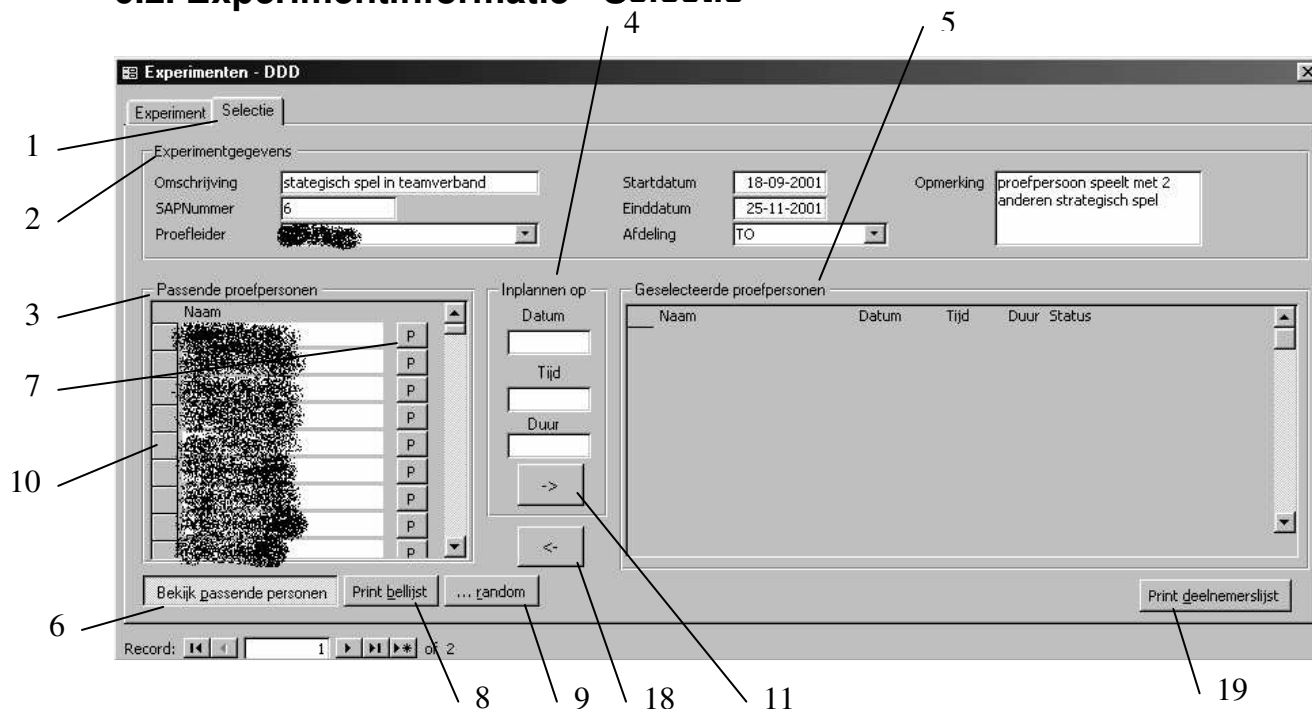 5.2. Experimentinformatie - Selectie
4 5
Experimenten - DDD
Experiment Selectie
1
Experimentgegevens
Omschrijving stategisch spel in teamverband Startdatum 18-09-2001 Opmerking proefpersoon speelt met 2
anderen strategisch spel
2 SAPNummer 6 Einddatum 25-11-2001
Proefleider Afdeling TO
3 Passende proefpersonen Inplannen op Geselecteerde proefpersonen
Naam Datum Naam Datum Tijd Duur Status
P
P
7 Tijd
P
P
Duur
10 P
P
->
P
P
<-
P
6 Bekijk passende personen Print bellijst ... random Print deelnemerslijst
Record: 1 of 2
8 9 18 11 19